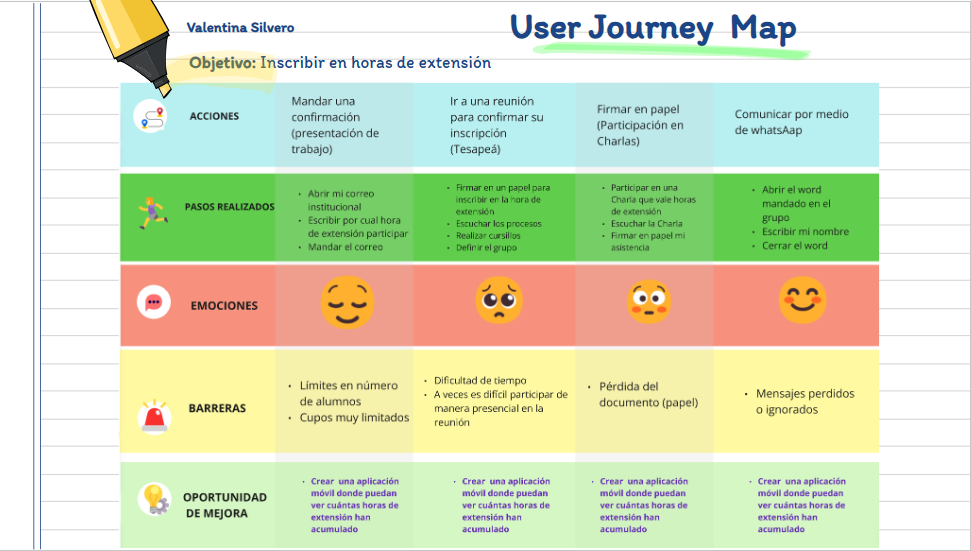 Valentina Silvero
User Journey Map
Objetivo: Inscribir en horas de extensión
ACCIONES
Mandar una
confirmación
(presentación de
trabajo)
Ir a una reunión
para confirmar su
inscripción
(Tesapeá)
Firmar en papel
(Participación en
Charlas)
Comunicar por medio
de whatsAap
PASOS REALIZADOS
• Abrir mi correo
institucional
• Escribir por cual hora
de extensión participar
• Mandar el correo
• Firmar en un papel para
inscribir en la hora de
extensión
• Escuchar los procesos
• Realizar cursillos
• Definir el grupo
• Participar en una
Charla que vale horas
de extensión
• Escuchar la Charla
• Firmar en papel mi
asistencia
• Abrir el word
mandado en el
grupo
• Escribir mi nombre
• Cerrar el word
EMOCIONES
BARRERAS
• Límites en número
de alumnos
• Cupos muy limitados
• Dificultad de tiempo
• A veces es difícil participar de
manera presencial en la
reunión
• Pérdida del
documento (papel)
• Mensajes perdidos
o ignorados
OPORTUNIDAD
DE MEJORA
• Crear una aplicación
móvil donde puedan
ver cuántas horas de
extensión han
acumulado
• Crear una aplicación
móvil donde puedan
ver cuántas horas de
extensión han
acumulado
• Crear una aplicación
móvil donde puedan
ver cuántas horas de
extensión han
acumulado
• Crear una aplicación
móvil donde puedan
ver cuántas horas de
extensión han
acumulado